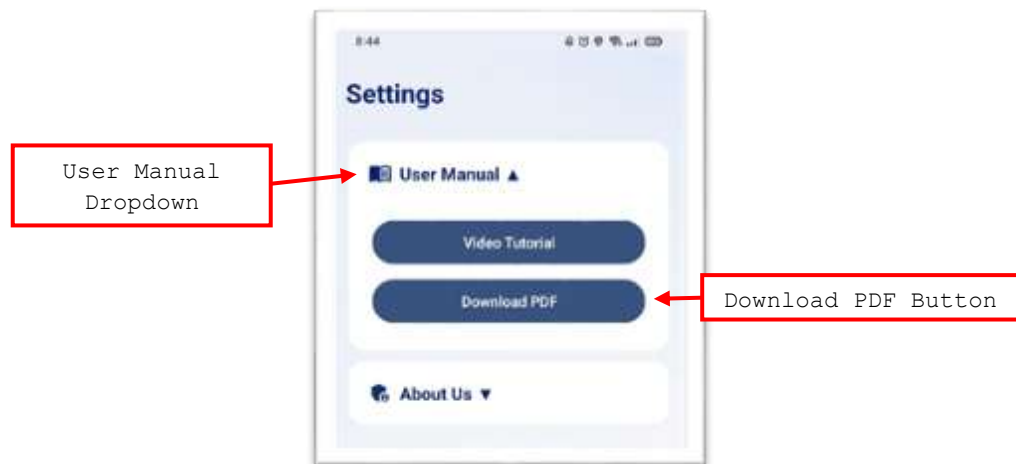 8:44
Settings
User Manual
Dropdown
User Manual ▲
Video Tutorial
Download PDF
Download PDF Button
About Us ▼